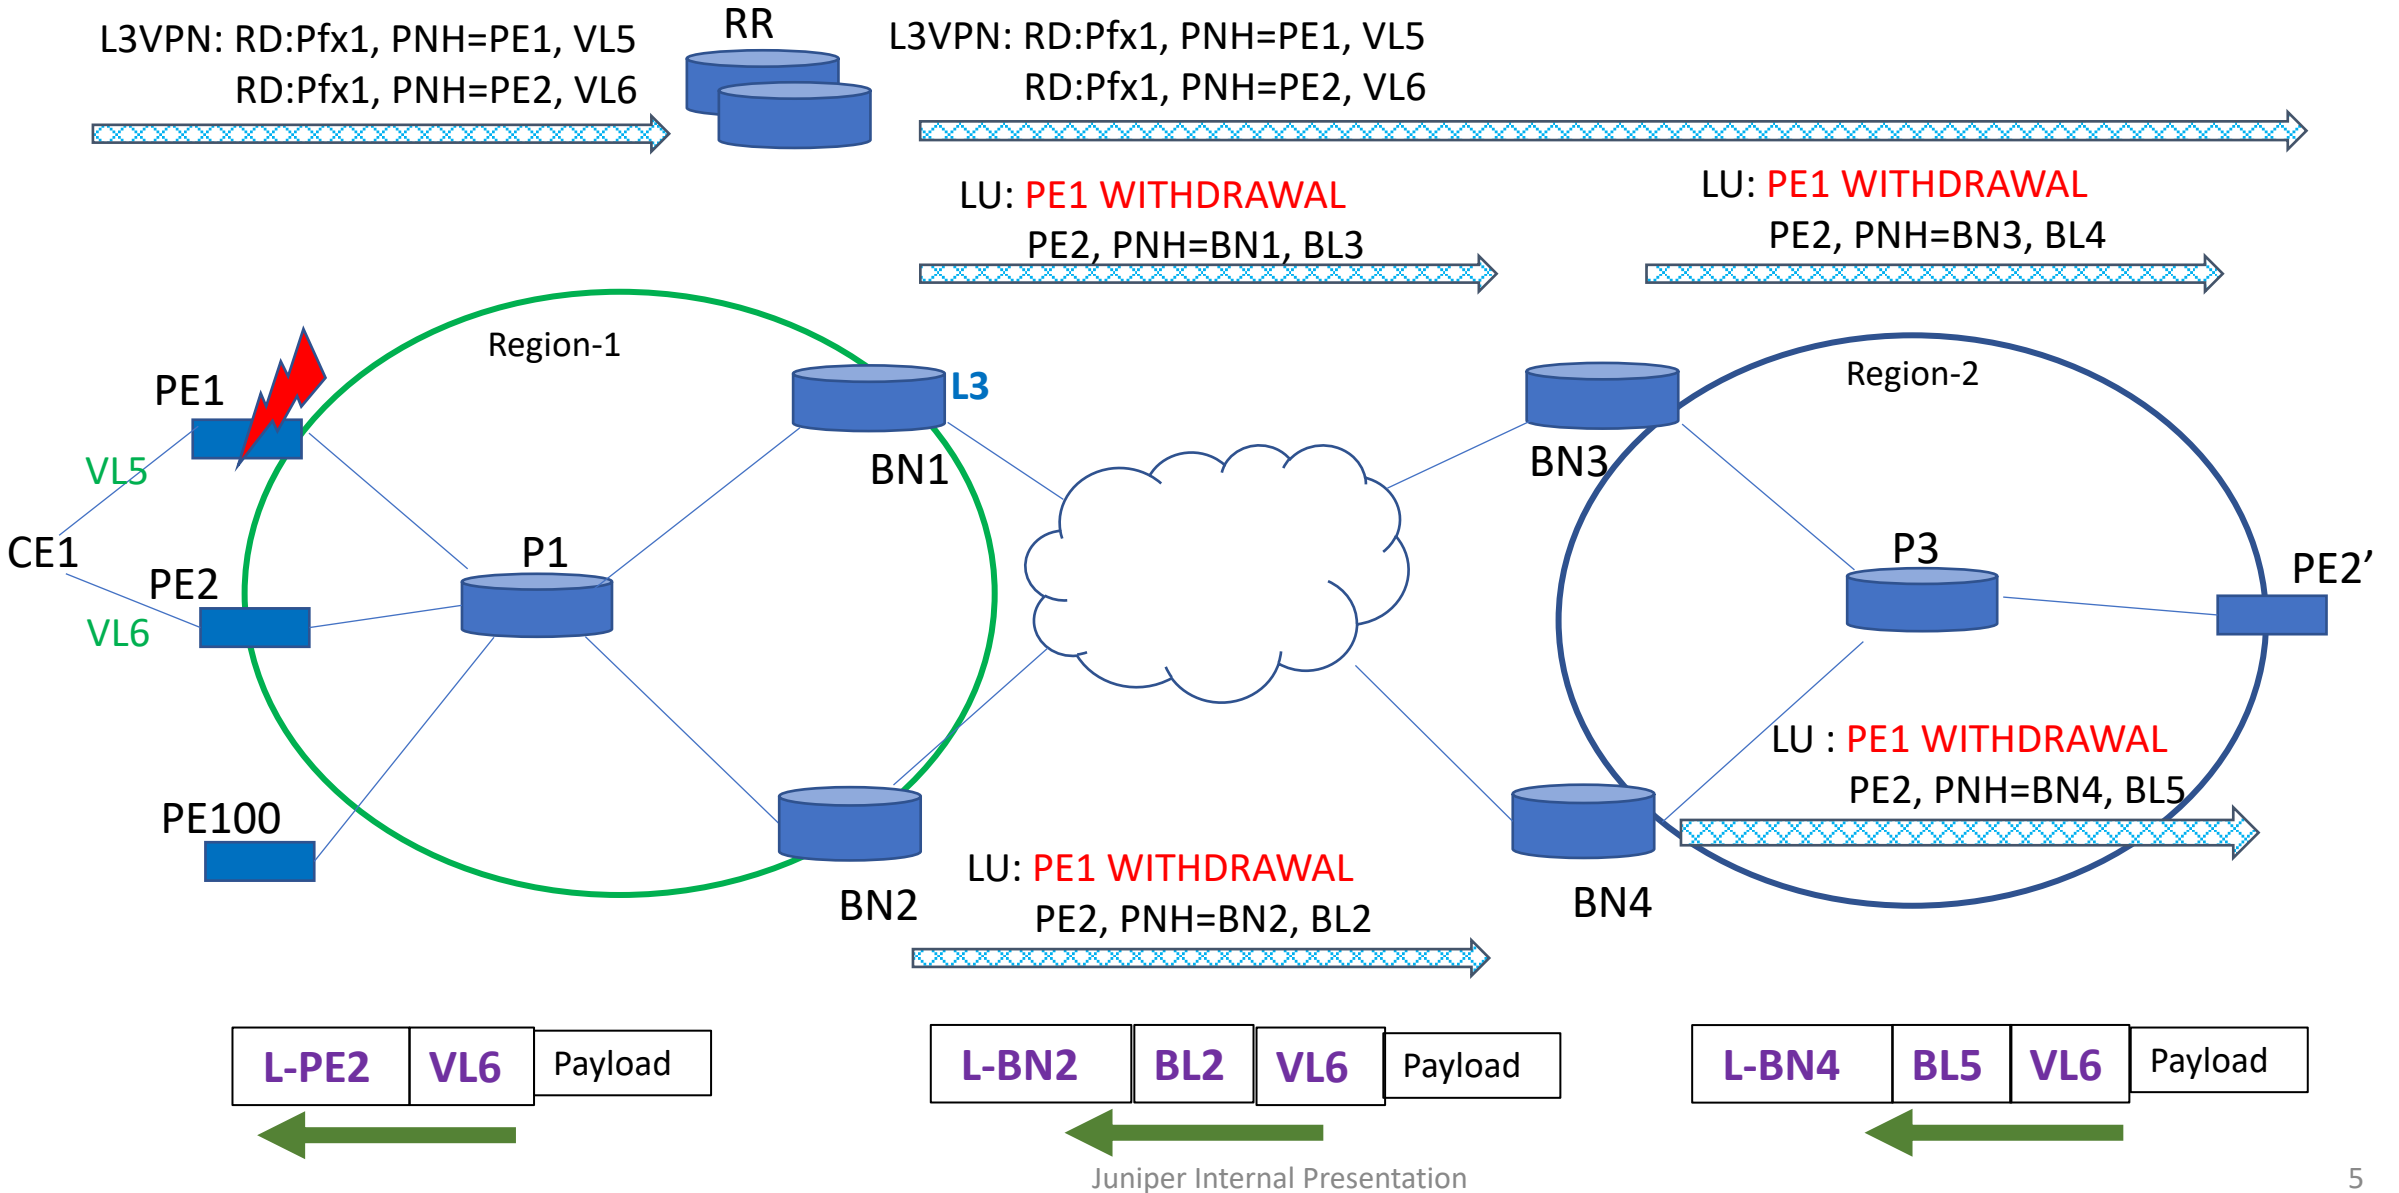 RR
L3VPN: RD:Pfx1, PNH=PE1, VL5
RD:Pfx1, PNH=PE2, VL6
L3VPN: RD:Pfx1, PNH=PE1, VL5
RD:Pfx1, PNH=PE2, VL6
LU: PE1 WITHDRAWAL
PE2, PNH=BN1, BL3
LU: PE1 WITHDRAWAL
PE2, PNH=BN3, BL4
Region-1
Region-2
PE1
L3
VL5
BN1
BN3
CE1
P1
P3
PE2
PE2’
VL6
LU : PE1 WITHDRAWAL
PE2, PNH=BN4, BL5
PE100
LU: PE1 WITHDRAWAL
PE2, PNH=BN2, BL2
BN2
BN4
L-PE2 VL6 Payload
L-BN2 BL2 VL6 Payload
L-BN4 BL5 VL6 Payload
Juniper Internal Presentation
5